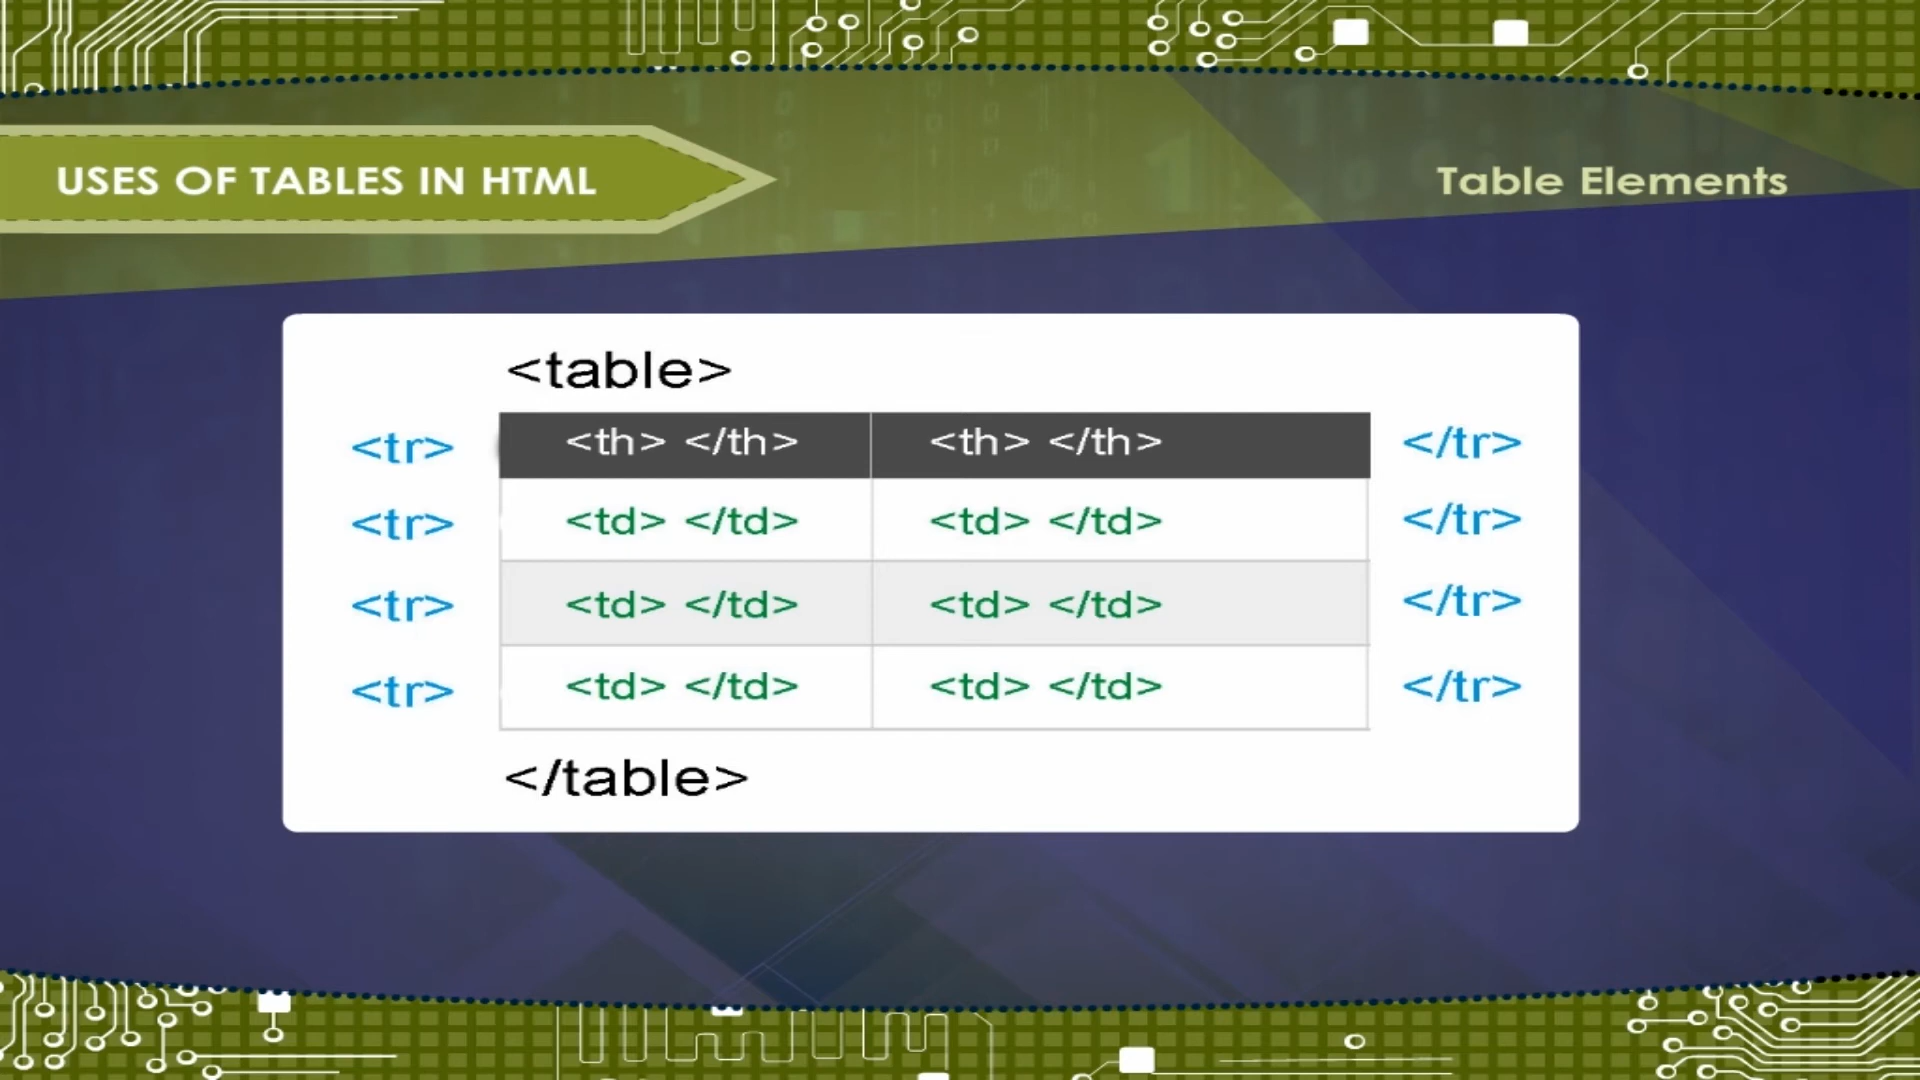 USES OF TABLES IN HTML
Table Elements
<table>
<tr> <th> </th> <th> </th> </tr>
<tr> <td> </td> <td> </td> </tr>
<tr> <td> </td> <td> </td> </tr>
<tr> <td> </td> <td> </td> </tr>
</table>